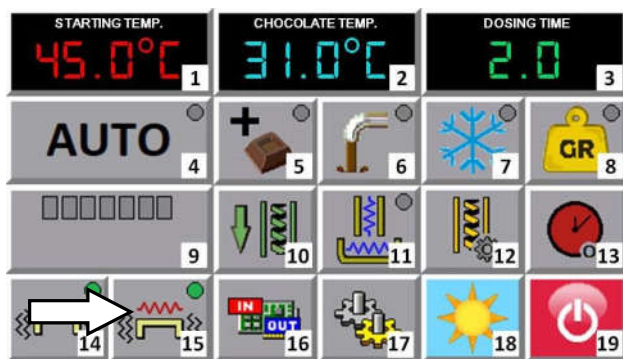 STARTING TEMP. CHOCOLATE TEMP. DOSING TIME
45.0°C 1 31.0°C 2 2.0 3
AUTO 4 + 5 6 7 GR 8
9 10 11 12 13
14 15 IN OUT 16 17 18 19